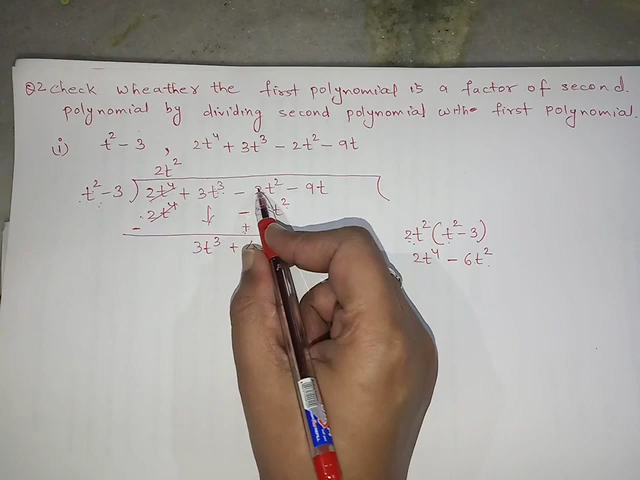 Q2 check wheather the first polynomial is a factor of second
polynomial by dividing second polynomial withe first polynomial.
i) t² - 3 , 2t⁴ + 3t³ - 2t² - 9t
2t²
t² - 3 ) 2t⁴ + 3t³ - 2t² - 9t (
2t⁴ - t²
- +
3t³ +
2t² (t² - 3)
2t⁴ - 6t²